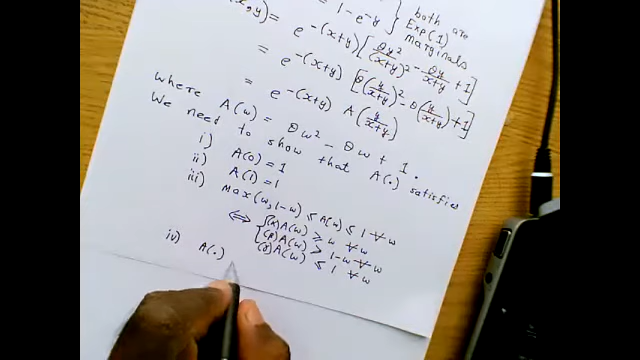 = 1 - e^-y } both are
Exp(1)
marginals
x,y) = e^-(x+y) [θy²/(x+y)² - θy/(x+y) + 1]
= e^-(x+y) [θ(y/(x+y))² - θ(y/(x+y)) + 1]
= e^-(x+y) A(y/(x+y))
where A(w) = θw² - θw + 1.
We need to show that A(.) satisfies
i) A(0) = 1
ii) A(1) = 1
iii) max(w, 1-w) ≤ A(w) ≤ 1 ∀ w
⟺ { (α) A(w) ≥ w ∀ w
(β) A(w) ≥ 1-w ∀ w
(γ) A(w) ≤ 1 ∀ w
iv) A(.)